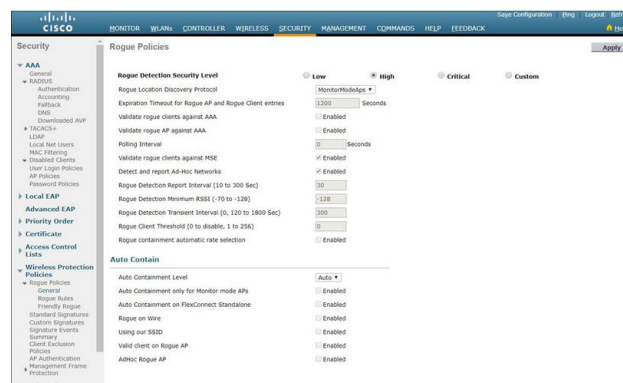 Save Configuration Ping Logout Refr
CISCO
MONITOR WLANs CONTROLLER WIRELESS SECURITY MANAGEMENT COMMANDS HELP FEEDBACK
Ho
Security
AAA
General
RADIUS
Authentication
Accounting
Fallback
DNS
Downloaded AVP
TACACS+
LDAP
Local Net Users
MAC Filtering
Disabled Clients
User Login Policies
AP Policies
Password Policies
Local EAP
Advanced EAP
Priority Order
Certificate
Access Control
Lists
Wireless Protection
Policies
Rogue Policies
General
Rogue Rules
Friendly Rogue
Standard Signatures
Custom Signatures
Signature Events
Summary
Client Exclusion
Policies
AP Authentication
Management Frame
Protection
Rogue Policies
Apply
Rogue Detection Security Level Low High Critical Custom
Rogue Location Discovery Protocol MonitorModeAps
Expiration Timeout for Rogue AP and Rogue Client entries 1200 Seconds
Validate rogue clients against AAA Enabled
Validate rogue AP against AAA Enabled
Polling Interval 0 Seconds
Validate rogue clients against MSE Enabled
Detect and report Ad-Hoc Networks Enabled
Rogue Detection Report Interval (10 to 300 Sec) 30
Rogue Detection Minimum RSSI (-70 to -128) -128
Rogue Detection Transient Interval (0, 120 to 1800 Sec) 300
Rogue Client Threshold (0 to disable, 1 to 256) 0
Rogue containment automatic rate selection Enabled
Auto Contain
Auto Containment Level Auto
Auto Containment only for Monitor mode APs Enabled
Auto Containment on FlexConnect Standalone Enabled
Rogue on Wire Enabled
Using our SSID Enabled
Valid client on Rogue AP Enabled
AdHoc Rogue AP Enabled